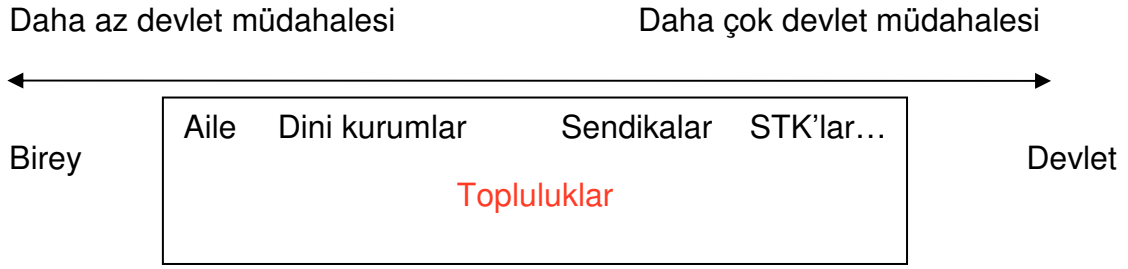 Daha az devlet müdahalesi Daha çok devlet müdahalesi
Aile Dini kurumlar Sendikalar STK’lar…
Birey Devlet
Topluluklar